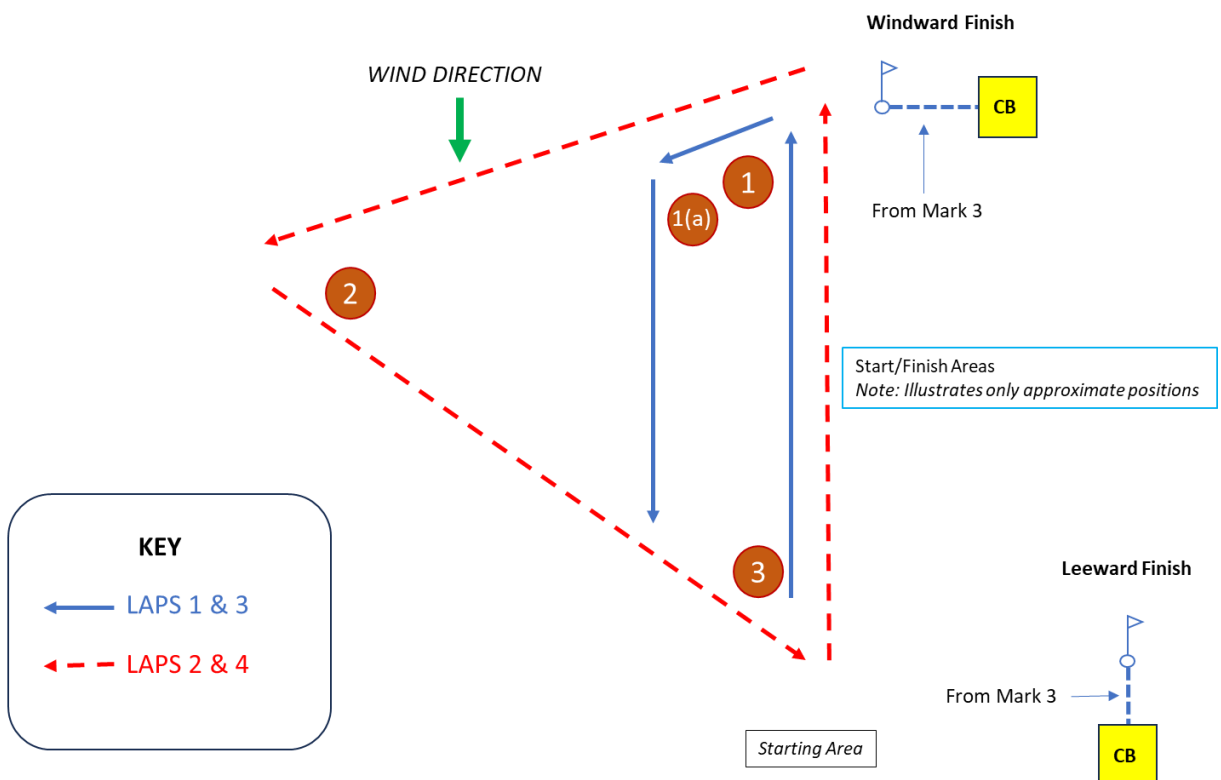 Windward Finish
WIND DIRECTION
CB
1
1(a)
From Mark 3
2
Start/Finish Areas
Note: Illustrates only approximate positions
KEY
LAPS 1 & 3
LAPS 2 & 4
3
Leeward Finish
From Mark 3
Starting Area
CB